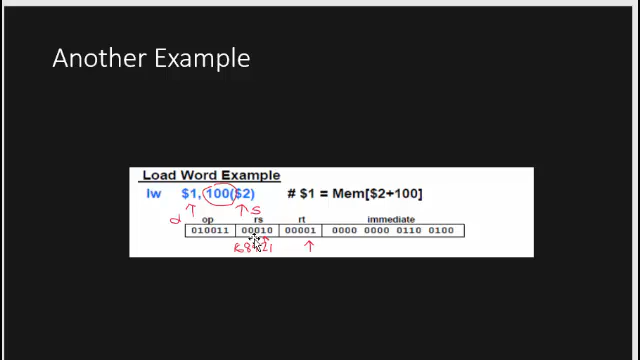 Another Example
Load Word Example
lw $1, 100($2) # $1 = Mem[$2+100]
d s
op rs rt immediate
010011 00010 00001 0000 0000 0110 0100